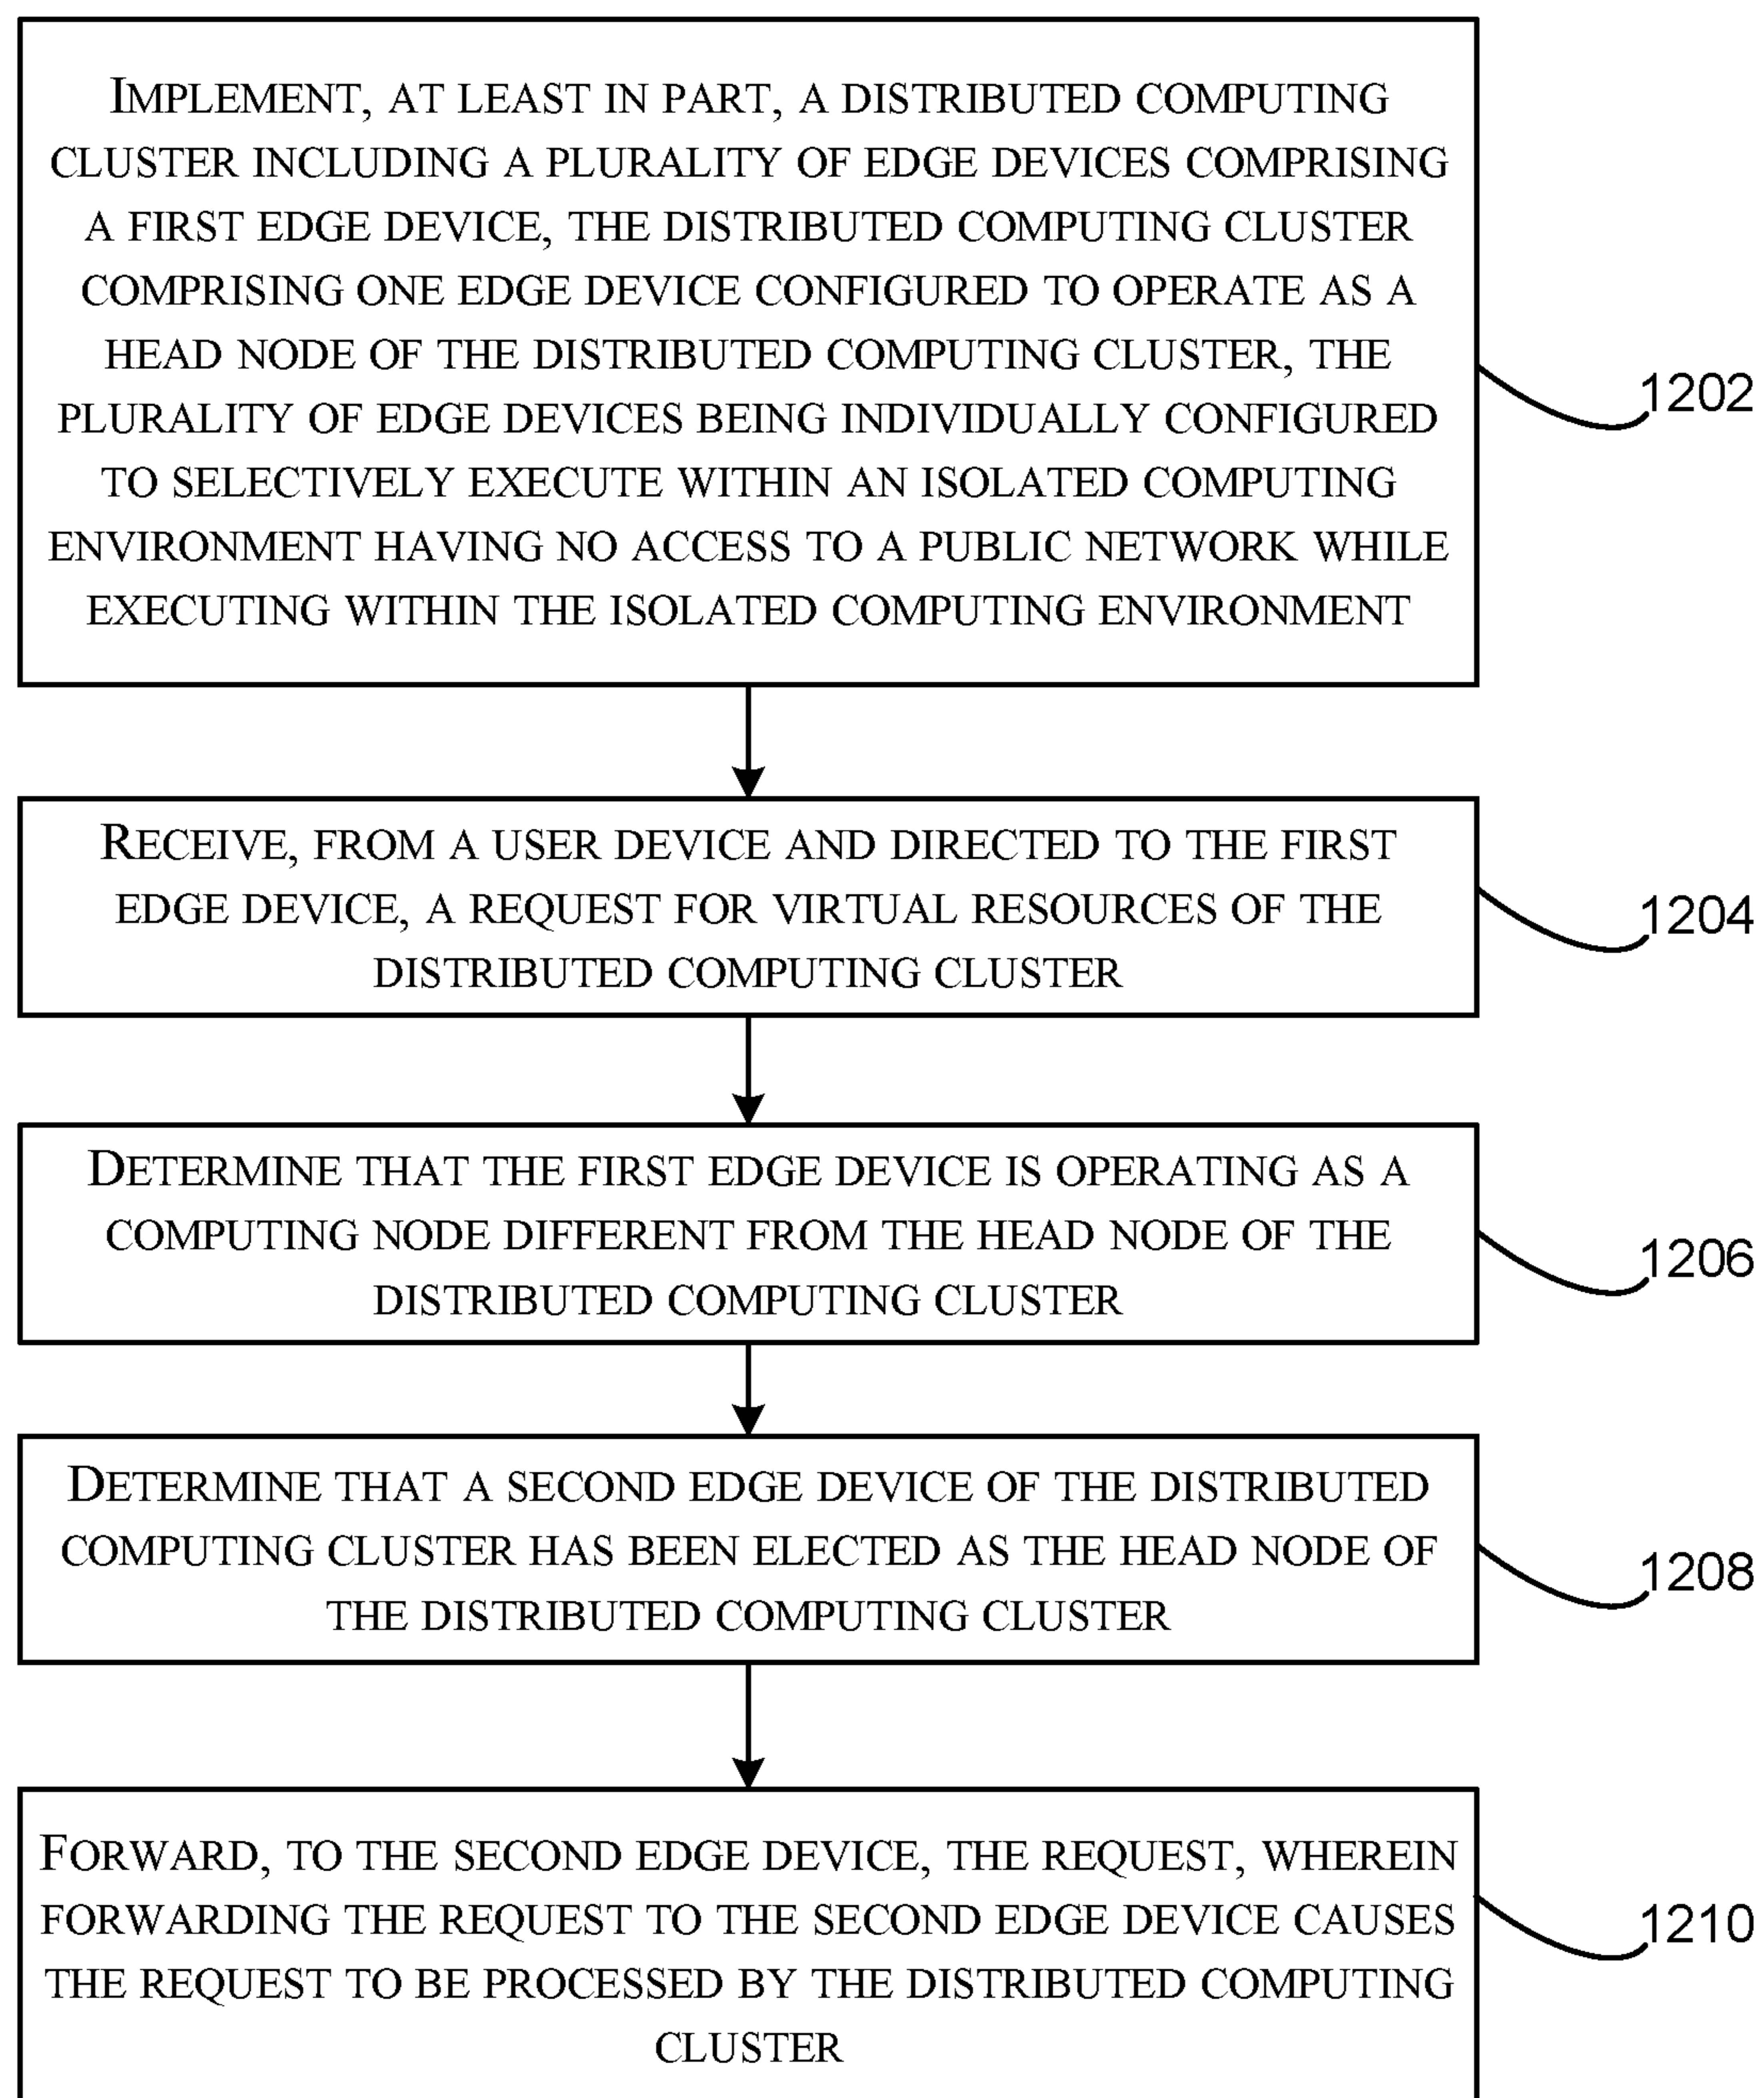 IMPLEMENT, AT LEAST IN PART, A DISTRIBUTED COMPUTING
CLUSTER INCLUDING A PLURALITY OF EDGE DEVICES COMPRISING
A FIRST EDGE DEVICE, THE DISTRIBUTED COMPUTING CLUSTER
COMPRISING ONE EDGE DEVICE CONFIGURED TO OPERATE AS A
HEAD NODE OF THE DISTRIBUTED COMPUTING CLUSTER, THE
PLURALITY OF EDGE DEVICES BEING INDIVIDUALLY CONFIGURED
TO SELECTIVELY EXECUTE WITHIN AN ISOLATED COMPUTING
ENVIRONMENT HAVING NO ACCESS TO A PUBLIC NETWORK WHILE
EXECUTING WITHIN THE ISOLATED COMPUTING ENVIRONMENT
1202
RECEIVE, FROM A USER DEVICE AND DIRECTED TO THE FIRST
EDGE DEVICE, A REQUEST FOR VIRTUAL RESOURCES OF THE
DISTRIBUTED COMPUTING CLUSTER
1204
DETERMINE THAT THE FIRST EDGE DEVICE IS OPERATING AS A
COMPUTING NODE DIFFERENT FROM THE HEAD NODE OF THE
DISTRIBUTED COMPUTING CLUSTER
1206
DETERMINE THAT A SECOND EDGE DEVICE OF THE DISTRIBUTED
COMPUTING CLUSTER HAS BEEN ELECTED AS THE HEAD NODE OF
THE DISTRIBUTED COMPUTING CLUSTER
1208
FORWARD, TO THE SECOND EDGE DEVICE, THE REQUEST, WHEREIN
FORWARDING THE REQUEST TO THE SECOND EDGE DEVICE CAUSES
THE REQUEST TO BE PROCESSED BY THE DISTRIBUTED COMPUTING
CLUSTER
1210